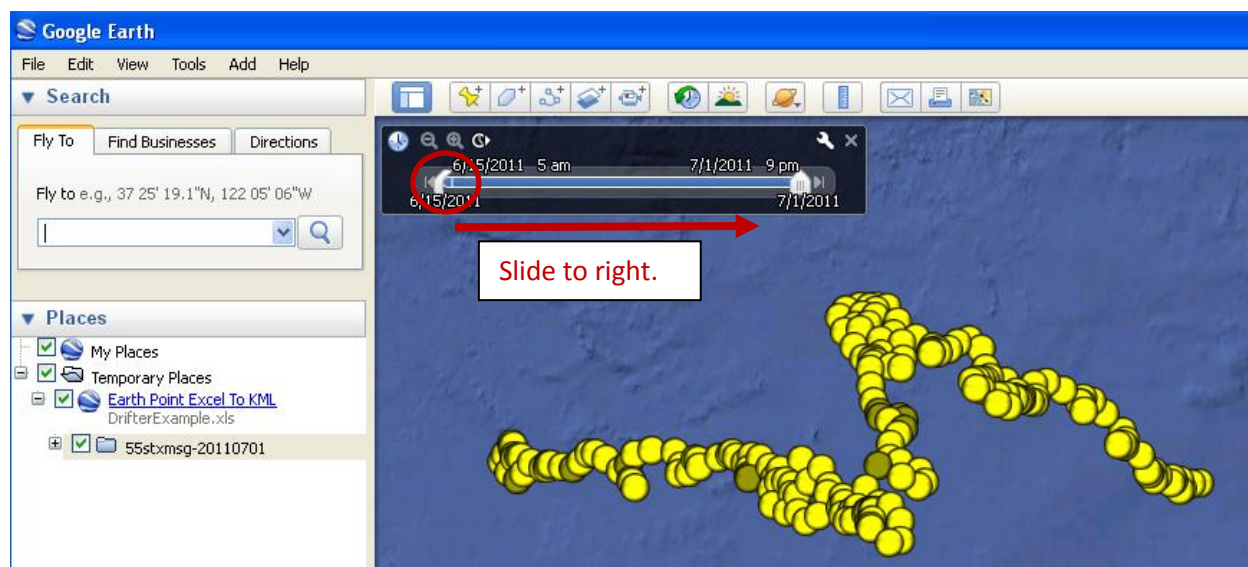 Google Earth
File Edit View Tools Add Help
Search
Fly To Find Businesses Directions
Fly to e.g., 37 25' 19.1"N, 122 05' 06"W
6/15/2011 5 am 7/1/2011 9 pm
6/15/2011 7/1/2011
Slide to right.
Places
My Places
Temporary Places
Earth Point Excel To KML
DrifterExample.xls
55stxmsg-20110701